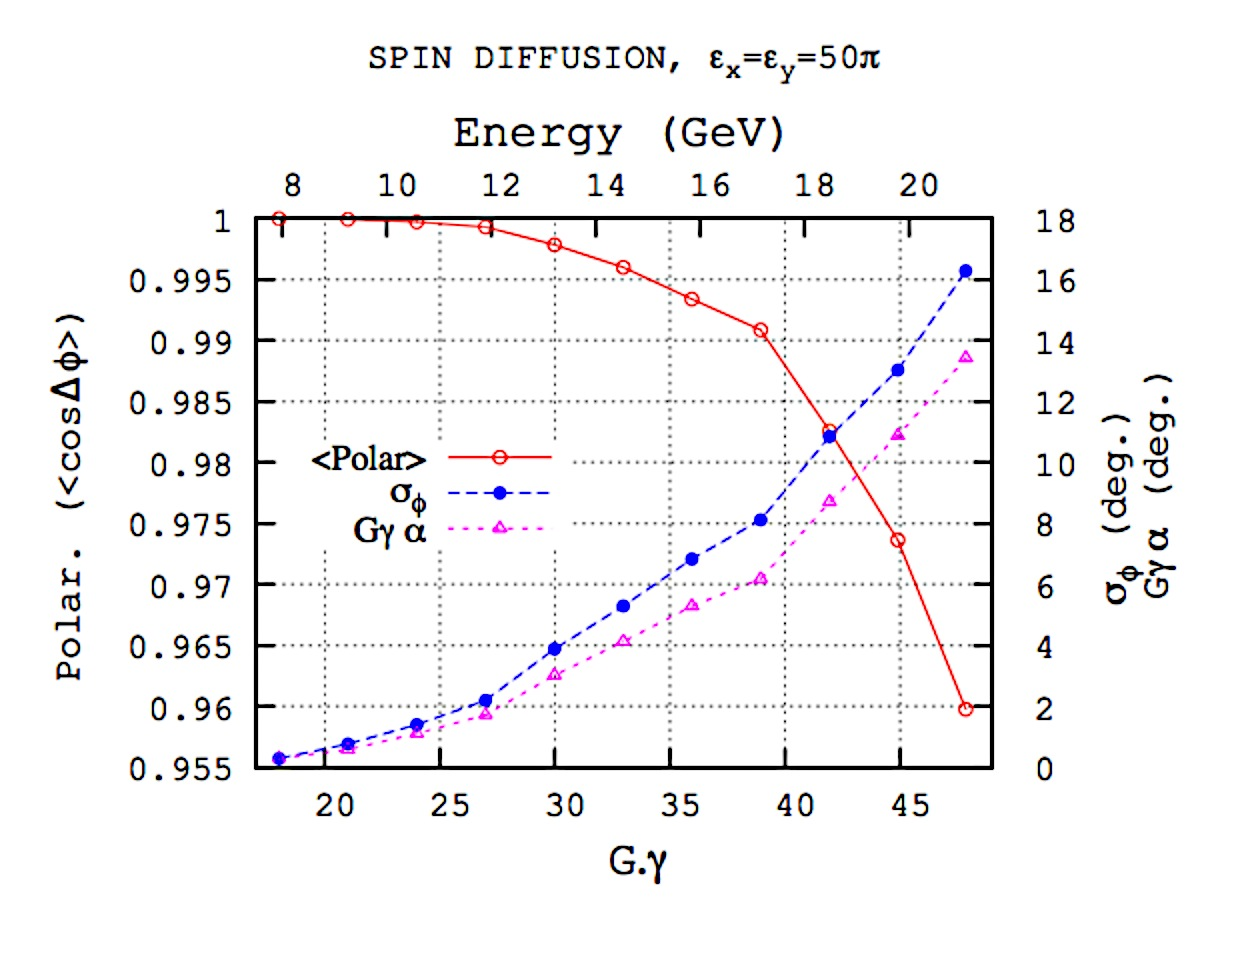 SPIN DIFFUSION, εx=εy=50π
Energy (GeV)
8 10 12 14 16 18 20
1
0.995
0.99
0.985
0.98
0.975
0.97
0.965
0.96
0.955
Polar. (<cosΔϕ>)
<Polar>
σϕ
Gγ α
18
16
14
12
10
8
6
4
2
0
σϕ (deg.)
Gγ α (deg.)
20 25 30 35 40 45
G.γ